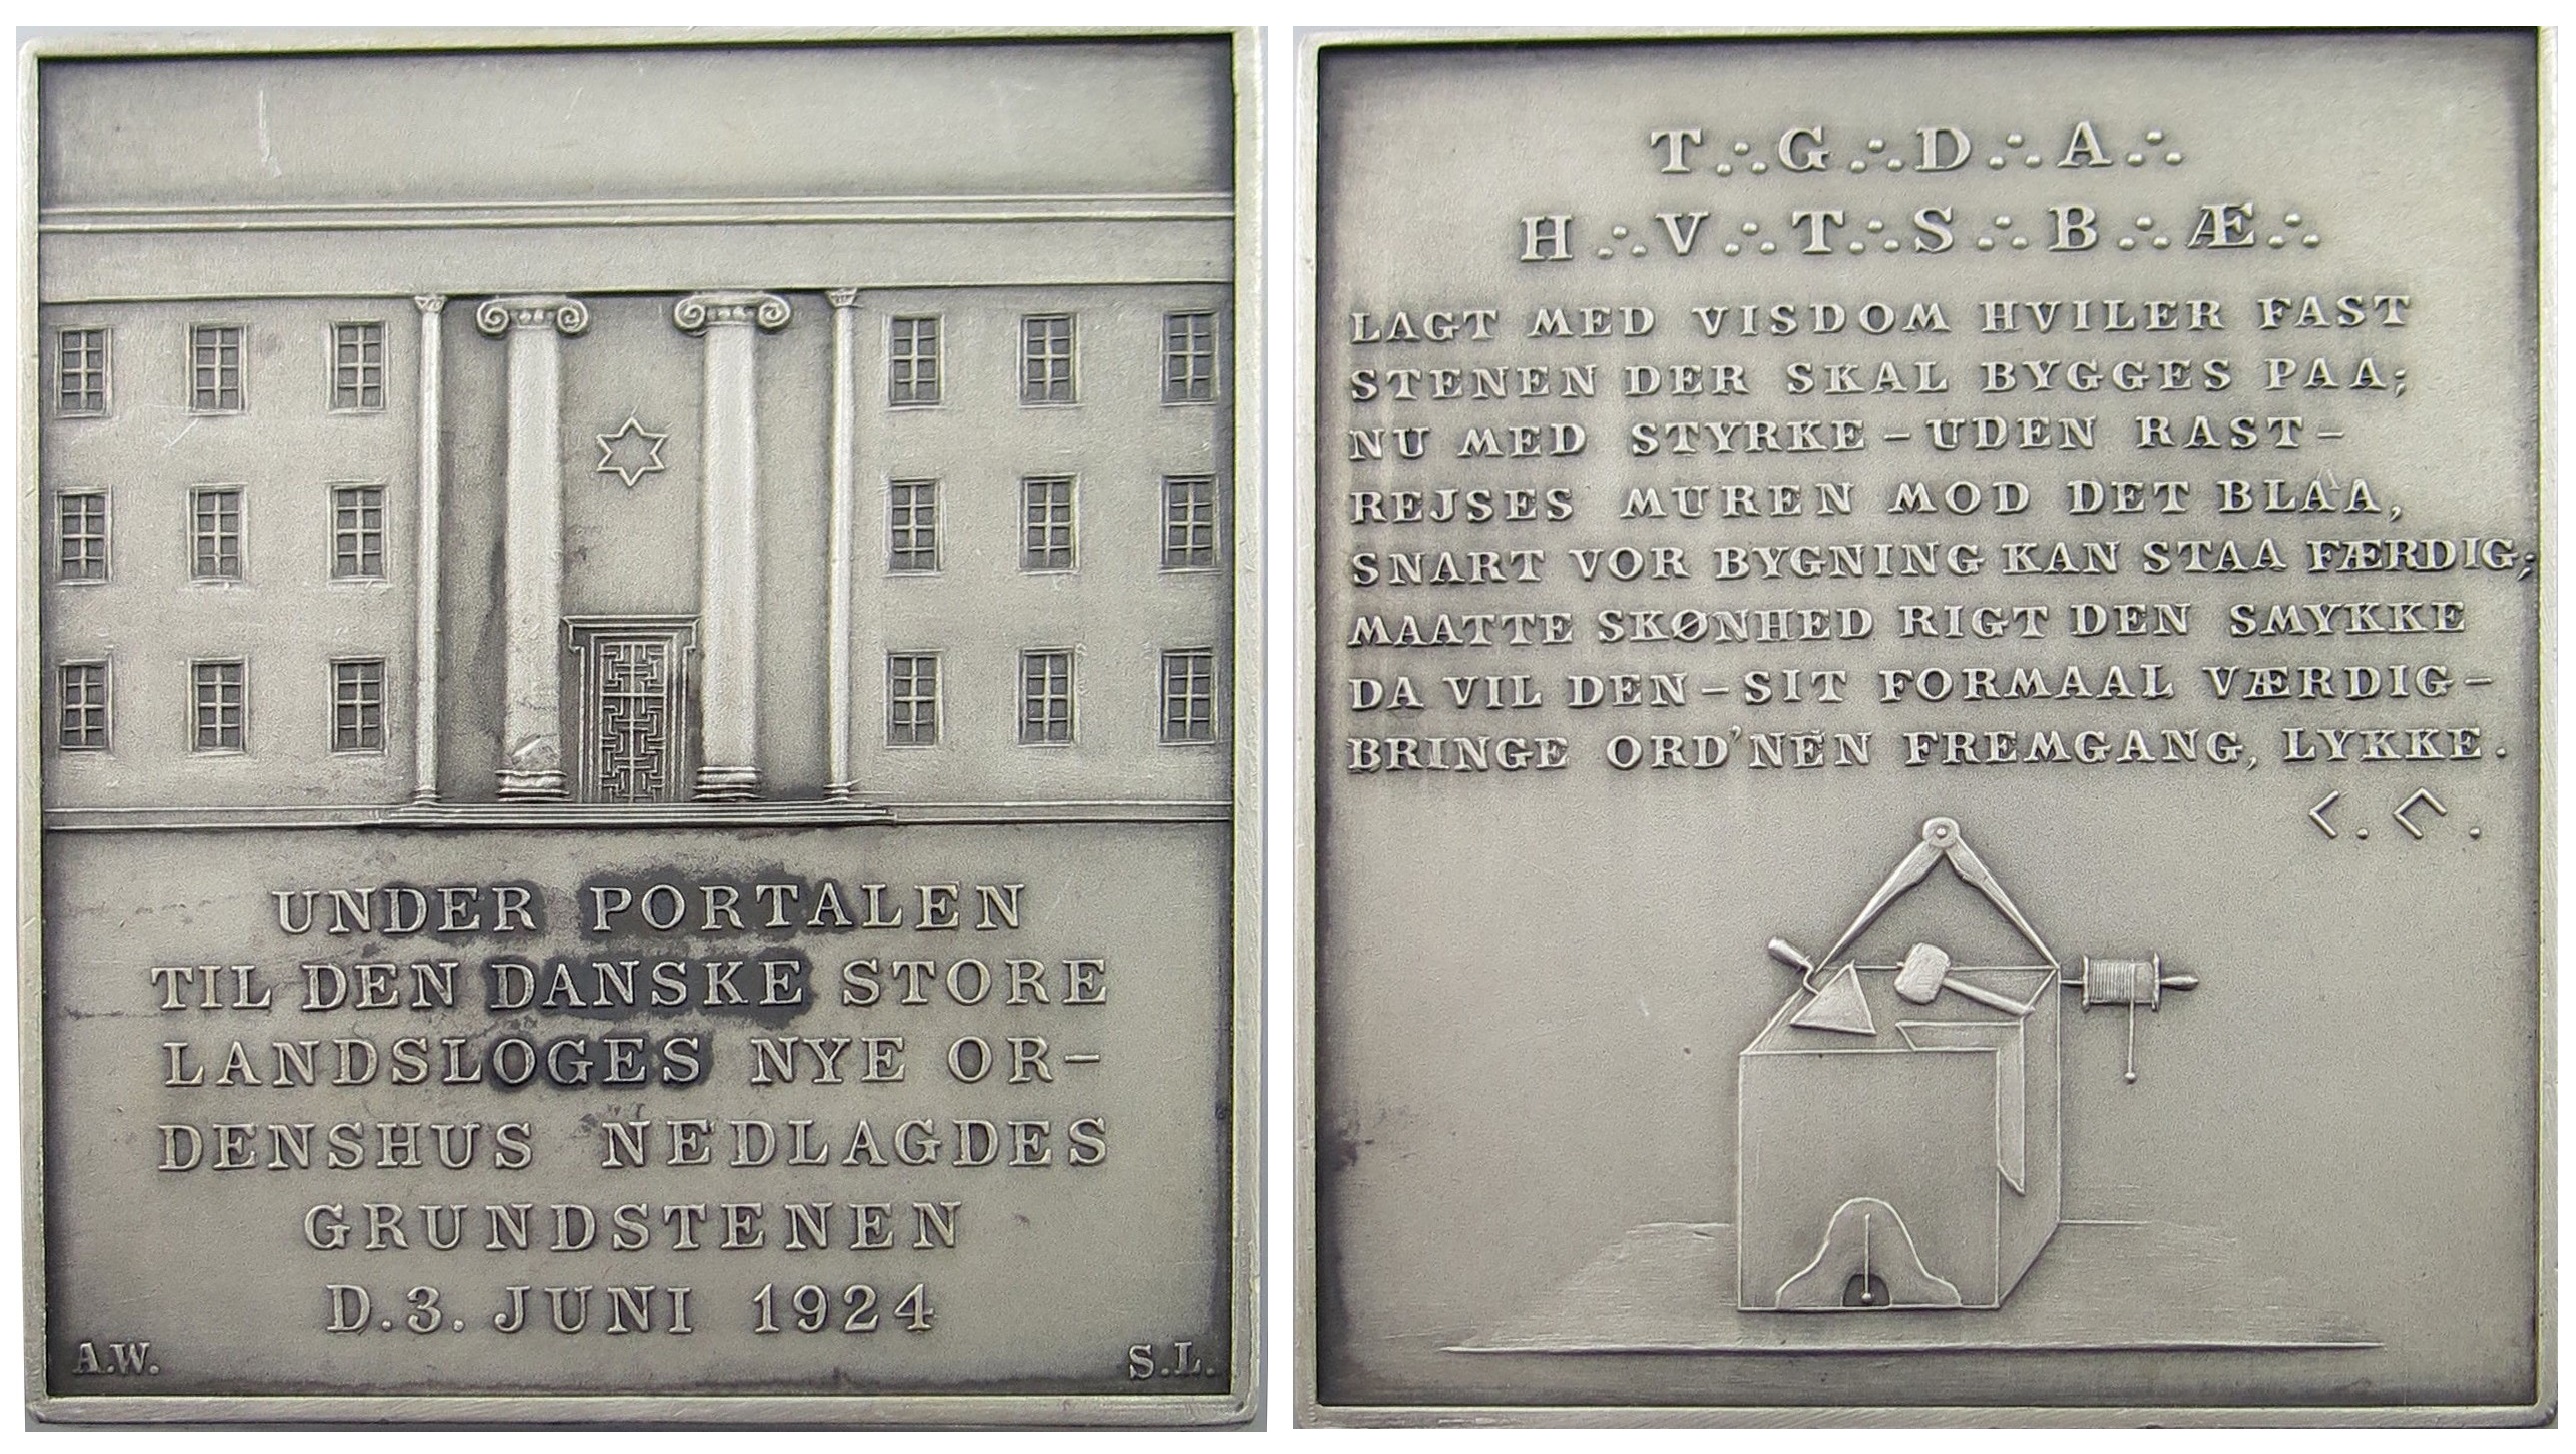 UNDER PORTALEN
TIL DEN DANSKE STORE
LANDSLOGES NYE OR-
DENSHUS NEDLAGDES
GRUNDSTENEN
D.3. JUNI 1924
A.W.
S.L.
T∴G∴D∴A∴
H∴V∴T∴S∴B∴Æ∴
LAGT MED VISDOM HVILER FAST
STENEN DER SKAL BYGGES PAA;
NU MED STYRKE-UDEN RAST-
REJSES MUREN MOD DET BLAA,
SNART VOR BYGNING KAN STAA FÆRDIG;
MAATTE SKØNHED RIGT DEN SMYKKE
DA VIL DEN-SIT FORMAAL VÆRDIG-
BRINGE ORD'NEN FREMGANG, LYKKE.